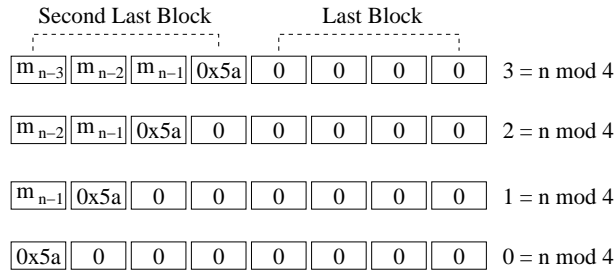 Second Last Block Last Block
m n−3 m n−2 m n−1 0x5a 0 0 0 0 3 = n mod 4
m n−2 m n−1 0x5a 0 0 0 0 0 2 = n mod 4
m n−1 0x5a 0 0 0 0 0 0 1 = n mod 4
0x5a 0 0 0 0 0 0 0 0 = n mod 4